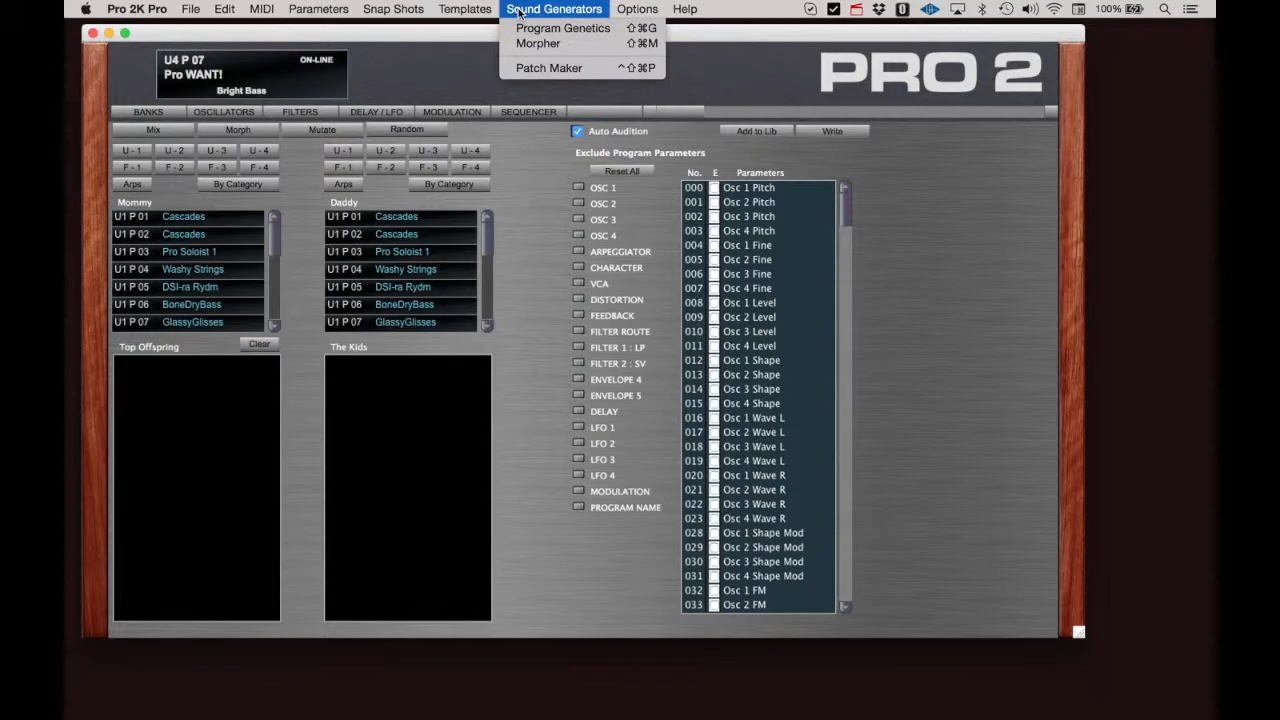 Pro 2K Pro File Edit MIDI Parameters Snap Shots Templates Sound Generators Options Help 100%
Program Genetics ⇧⌘G
Morpher ⇧⌘M
Patch Maker ^⇧⌘P
U4 P 07 ON-LINE
Pro WANT!
Bright Bass
PRO 2
BANKS OSCILLATORS FILTERS DELAY / LFO MODULATION SEQUENCER
Mix Morph Mutate Random
Auto Audition Add to Lib Write
U - 1 U - 2 U - 3 U - 4 U - 1 U - 2 U - 3 U - 4
F - 1 F - 2 F - 3 F - 4 F - 1 F - 2 F - 3 F - 4
Arps By Category Arps By Category
Exclude Program Parameters
Reset All
Mommy Daddy
U1 P 01 Cascades U1 P 01 Cascades
U1 P 02 Cascades U1 P 02 Cascades
U1 P 03 Pro Soloist 1 U1 P 03 Pro Soloist 1
U1 P 04 Washy Strings U1 P 04 Washy Strings
U1 P 05 DSI-ra Rydm U1 P 05 DSI-ra Rydm
U1 P 06 BoneDryBass U1 P 06 BoneDryBass
U1 P 07 GlassyGlisses U1 P 07 GlassyGlisses
Top Offspring Clear The Kids
OSC 1
OSC 2
OSC 3
OSC 4
ARPEGGIATOR
CHARACTER
VCA
DISTORTION
FEEDBACK
FILTER ROUTE
FILTER 1 : LP
FILTER 2 : SV
ENVELOPE 4
ENVELOPE 5
DELAY
LFO 1
LFO 2
LFO 3
LFO 4
MODULATION
PROGRAM NAME
No. E Parameters
000 Osc 1 Pitch
001 Osc 2 Pitch
002 Osc 3 Pitch
003 Osc 4 Pitch
004 Osc 1 Fine
005 Osc 2 Fine
006 Osc 3 Fine
007 Osc 4 Fine
008 Osc 1 Level
009 Osc 2 Level
010 Osc 3 Level
011 Osc 4 Level
012 Osc 1 Shape
013 Osc 2 Shape
014 Osc 3 Shape
015 Osc 4 Shape
016 Osc 1 Wave L
017 Osc 2 Wave L
018 Osc 3 Wave L
019 Osc 4 Wave L
020 Osc 1 Wave R
021 Osc 2 Wave R
022 Osc 3 Wave R
023 Osc 4 Wave R
028 Osc 1 Shape Mod
029 Osc 2 Shape Mod
030 Osc 3 Shape Mod
031 Osc 4 Shape Mod
032 Osc 1 FM
033 Osc 2 FM